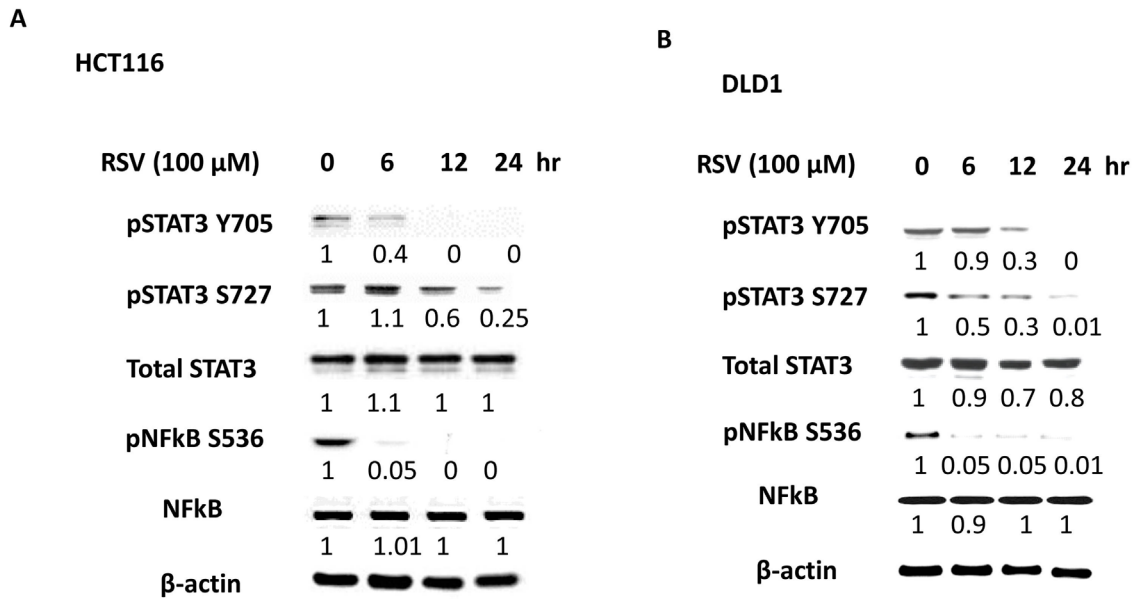 A
HCT116
RSV (100 μM) 0 6 12 24 hr
pSTAT3 Y705
1 0.4 0 0
pSTAT3 S727
1 1.1 0.6 0.25
Total STAT3
1 1.1 1 1
pNFkB S536
1 0.05 0 0
NFkB
1 1.01 1 1
β-actin
B
DLD1
RSV (100 μM) 0 6 12 24 hr
pSTAT3 Y705
1 0.9 0.3 0
pSTAT3 S727
1 0.5 0.3 0.01
Total STAT3
1 0.9 0.7 0.8
pNFkB S536
1 0.05 0.05 0.01
NFkB
1 0.9 1 1
β-actin